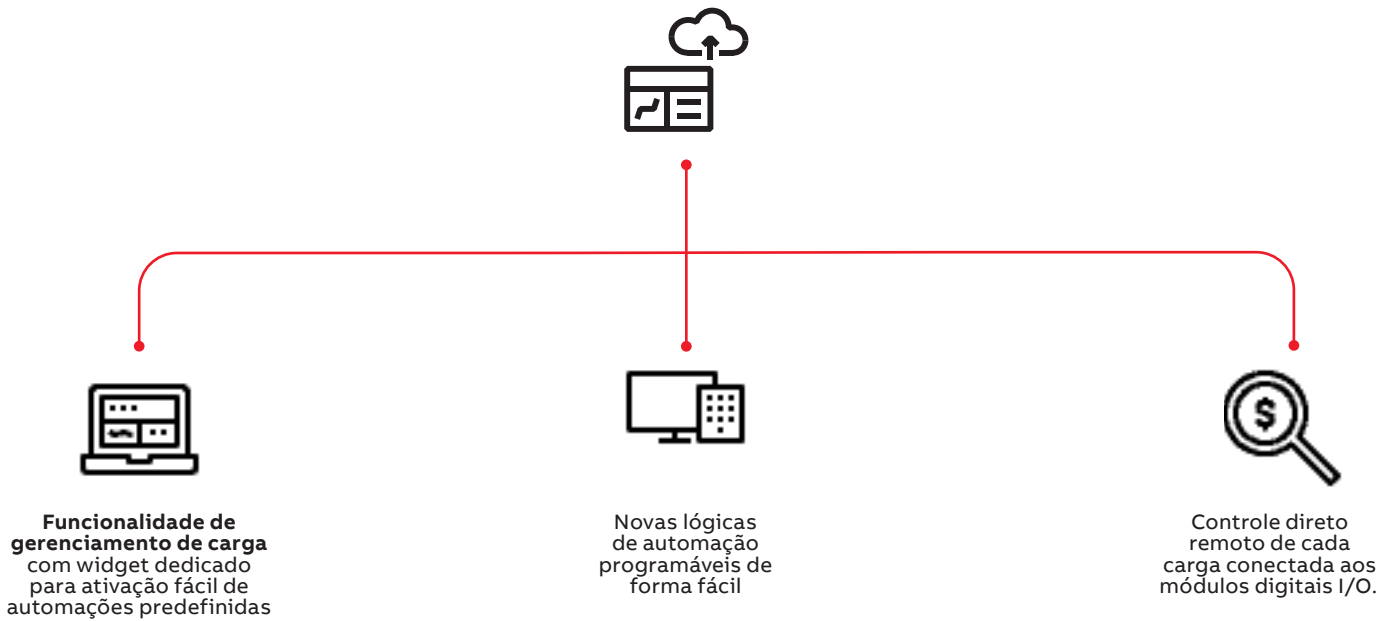 Funcionalidade de
gerenciamento de carga
com widget dedicado
para ativação fácil de
automações predefinidas
Novas lógicas
de automação
programáveis de
forma fácil
Controle direto
remoto de cada
carga conectada aos
módulos digitais I/O.